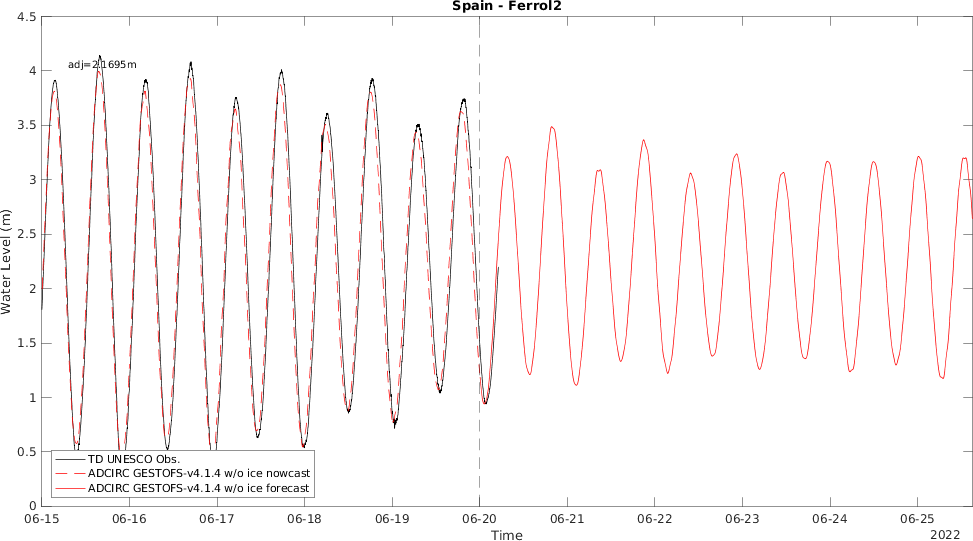 Spain - Ferrol2
4.5
4
3.5
3
2.5
2
1.5
1
0.5
0
Water Level (m)
adj=2.1695m
TD UNESCO Obs.
ADCIRC GESTOFS-v4.1.4 w/o ice nowcast
ADCIRC GESTOFS-v4.1.4 w/o ice forecast
06-15 06-16 06-17 06-18 06-19 06-20 06-21 06-22 06-23 06-24 06-25
Time
2022